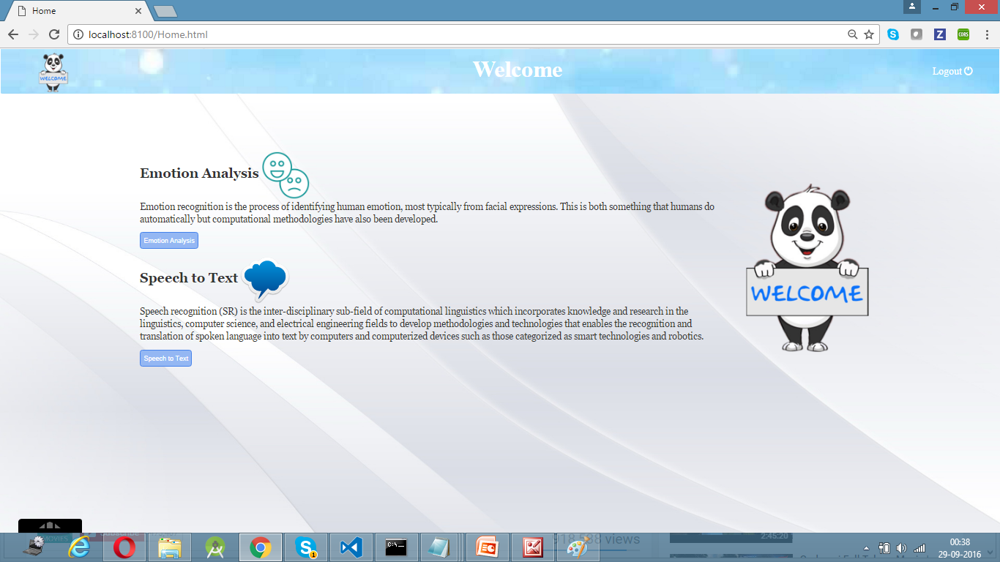 Home
localhost:8100/Home.html
Z
CORS
WELCOME
Welcome
Logout
Emotion Analysis
Emotion recognition is the process of identifying human emotion, most typically from facial expressions. This is both something that humans do
automatically but computational methodologies have also been developed.
Emotion Analysis
Speech to Text
Speech recognition (SR) is the inter-disciplinary sub-field of computational linguistics which incorporates knowledge and research in the
linguistics, computer science, and electrical engineering fields to develop methodologies and technologies that enables the recognition and
translation of spoken language into text by computers and computerized devices such as those categorized as smart technologies and robotics.
Speech to Text
WELCOME
MOVIES
918,588 views
2:45:20
1
00:38
29-09-2016